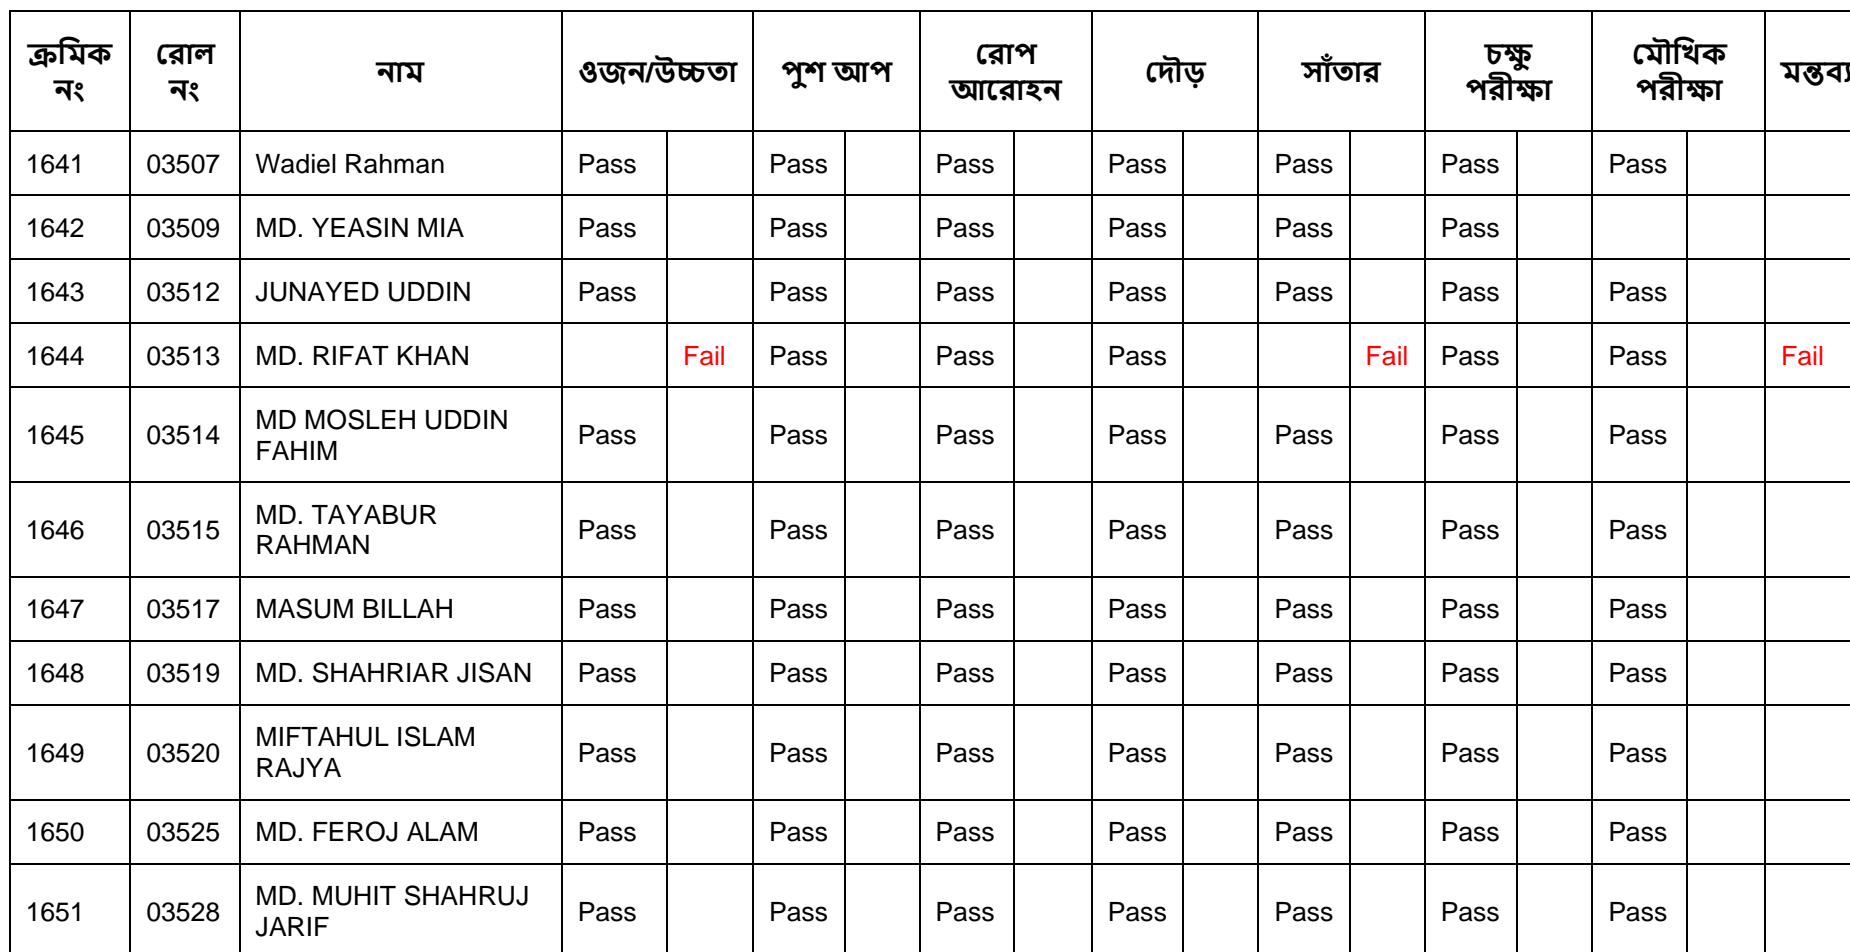 ক্রমিক নং রোল নং নাম ওজন/উচ্চতা পুশ আপ রোপ আরোহন দৌড় সাঁতার চক্ষু পরীক্ষা মৌখিক পরীক্ষা মন্তব্য
1641 03507 Wadiel Rahman Pass Pass Pass Pass Pass Pass Pass
1642 03509 MD. YEASIN MIA Pass Pass Pass Pass Pass Pass
1643 03512 JUNAYED UDDIN Pass Pass Pass Pass Pass Pass Pass
1644 03513 MD. RIFAT KHAN Fail Pass Pass Pass Fail Pass Pass Fail
1645 03514 MD MOSLEH UDDIN FAHIM Pass Pass Pass Pass Pass Pass Pass
1646 03515 MD. TAYABUR RAHMAN Pass Pass Pass Pass Pass Pass Pass
1647 03517 MASUM BILLAH Pass Pass Pass Pass Pass Pass Pass
1648 03519 MD. SHAHRIAR JISAN Pass Pass Pass Pass Pass Pass Pass
1649 03520 MIFTAHUL ISLAM RAJYA Pass Pass Pass Pass Pass Pass Pass
1650 03525 MD. FEROJ ALAM Pass Pass Pass Pass Pass Pass Pass
1651 03528 MD. MUHIT SHAHRUJ JARIF Pass Pass Pass Pass Pass Pass Pass